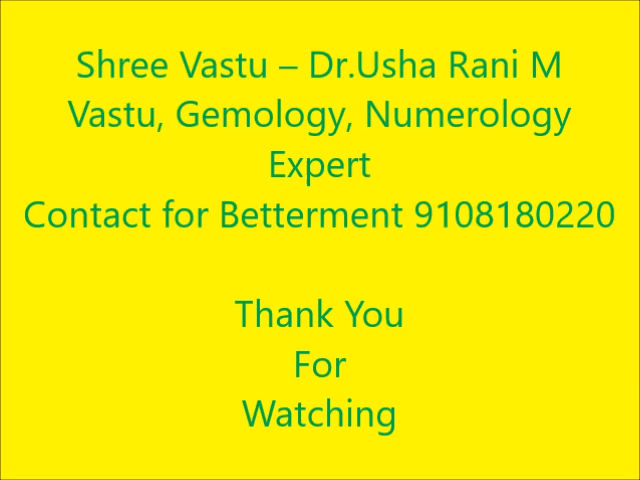 Shree Vastu – Dr.Usha Rani M
Vastu, Gemology, Numerology
Expert
Contact for Betterment 9108180220
Thank You
For
Watching